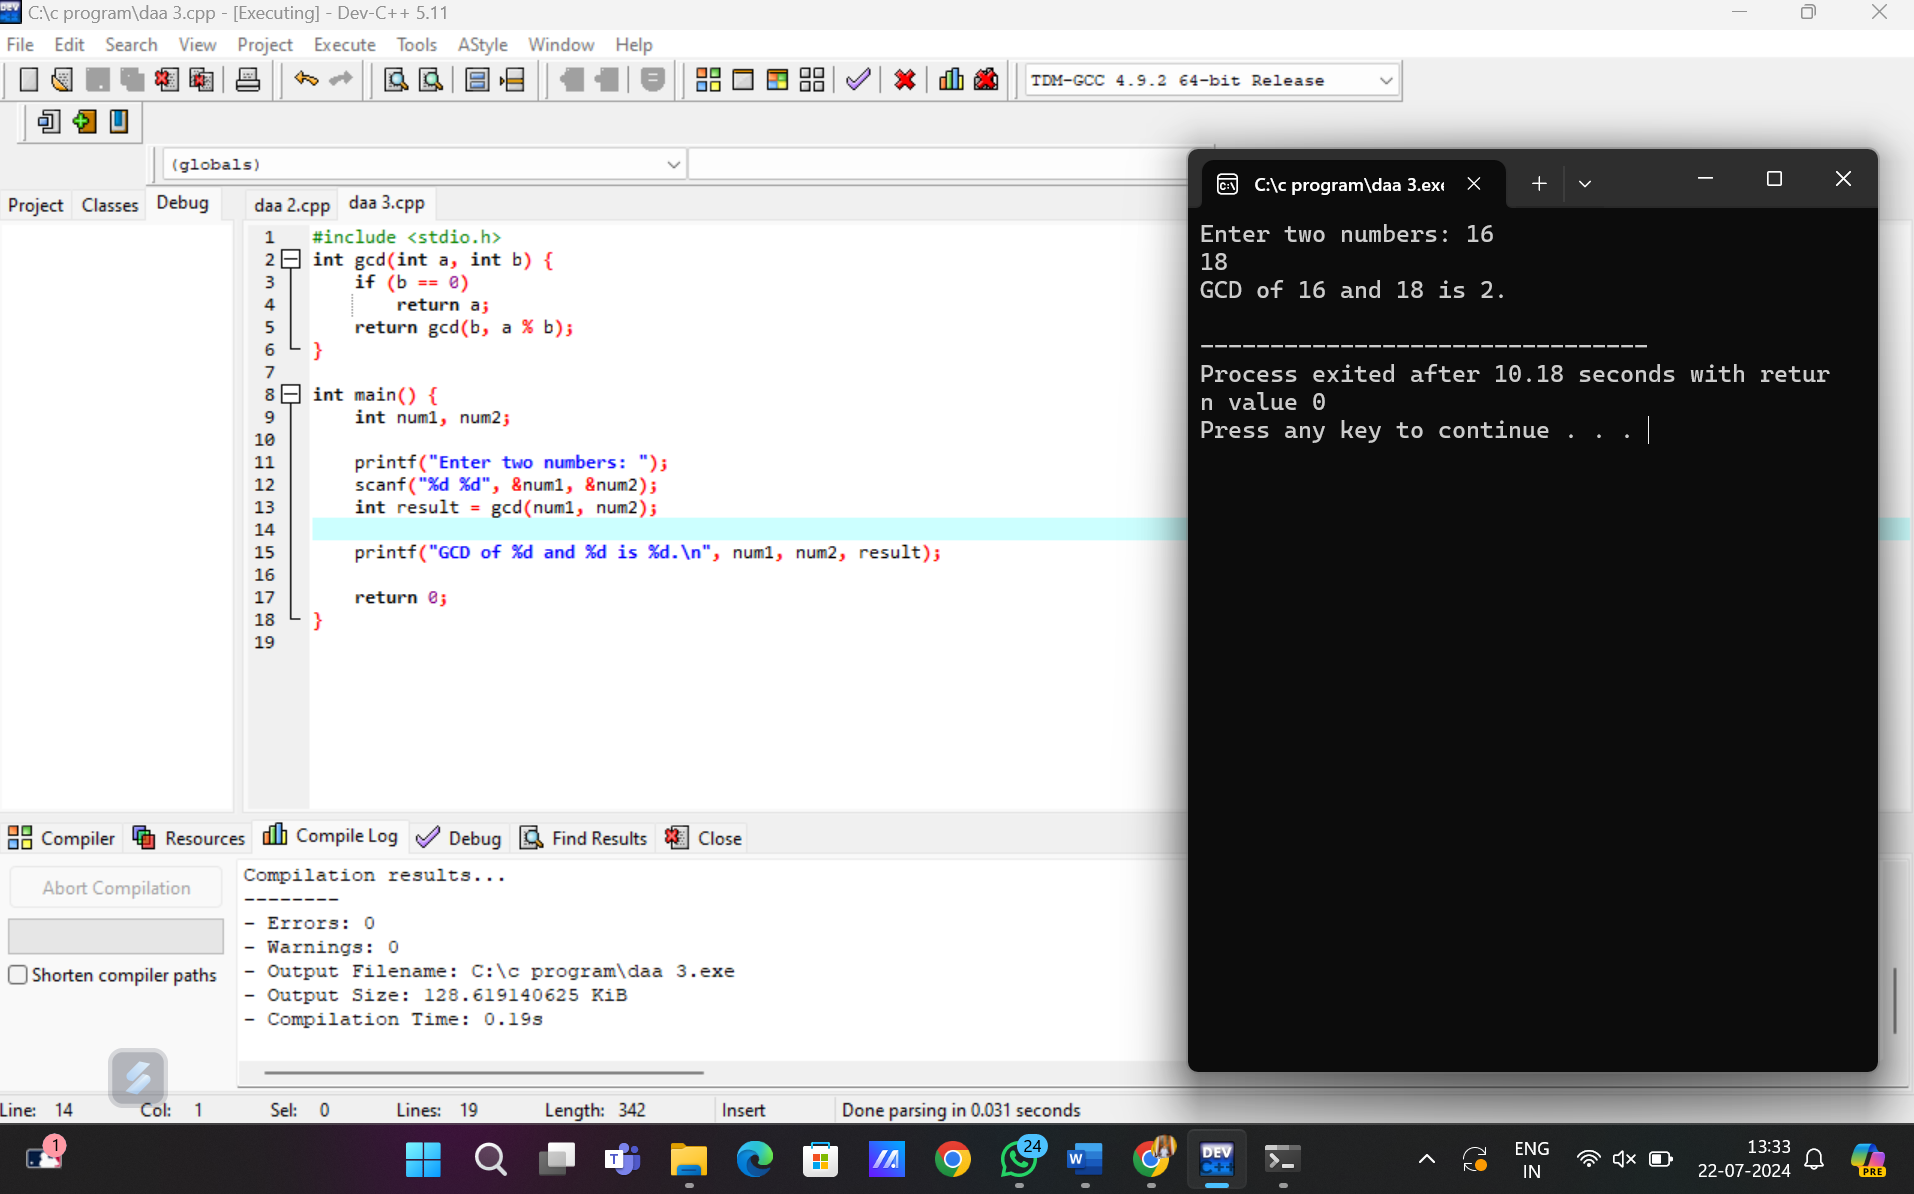 C:\c program\daa 3.cpp - [Executing] - Dev-C++ 5.11
File Edit Search View Project Execute Tools AStyle Window Help
TDM-GCC 4.9.2 64-bit Release
(globals)
Project Classes Debug
daa 2.cpp daa 3.cpp
1 #include <stdio.h>
2 int gcd(int a, int b) {
3     if (b == 0)
4         return a;
5     return gcd(b, a % b);
6 }
7
8 int main() {
9     int num1, num2;
10
11     printf("Enter two numbers: ");
12     scanf("%d %d", &num1, &num2);
13     int result = gcd(num1, num2);
14
15     printf("GCD of %d and %d is %d.\n", num1, num2, result);
16
17     return 0;
18 }
19
C:\c program\daa 3.exe
Enter two numbers: 16
18
GCD of 16 and 18 is 2.
--------------------------------
Process exited after 10.18 seconds with retur
n value 0
Press any key to continue . . .
Compiler Resources Compile Log Debug Find Results Close
Abort Compilation
Shorten compiler paths
Compilation results...
--------
- Errors: 0
- Warnings: 0
- Output Filename: C:\c program\daa 3.exe
- Output Size: 128.619140625 KiB
- Compilation Time: 0.19s
Line: 14 Col: 1 Sel: 0 Lines: 19 Length: 342 Insert Done parsing in 0.031 seconds
1
24
DEV
C++
ENG
IN
13:33
22-07-2024
PRE